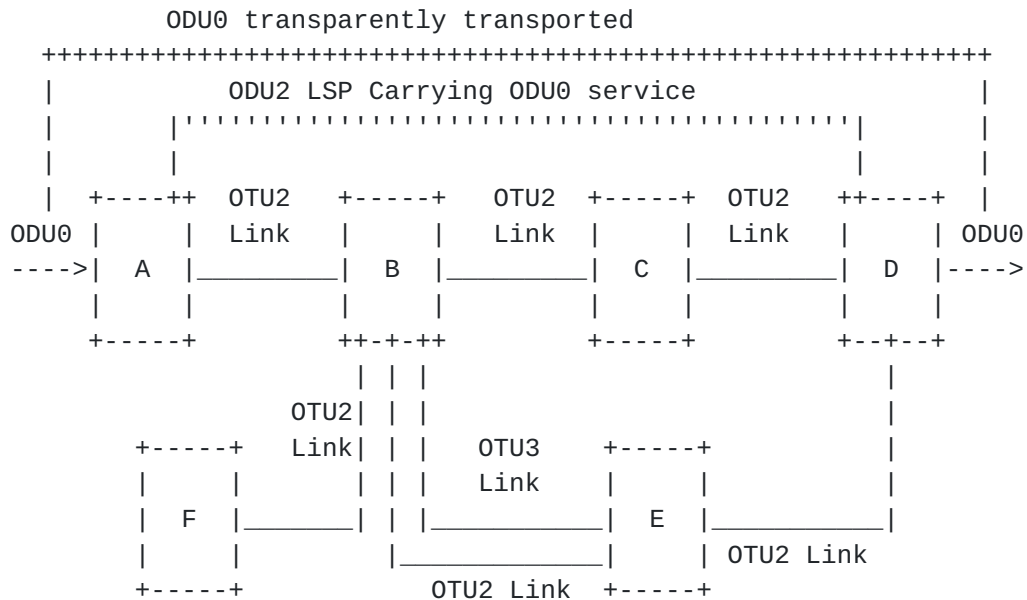 ODU0 transparently transported
ODU2 LSP Carrying ODU0 service
OTU2 OTU2 OTU2
ODU0 Link Link Link ODU0
A B C D
OTU2
Link OTU3
Link
F E
OTU2 Link
OTU2 Link